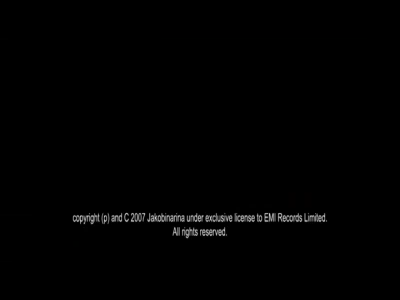 copyright (p) and C 2007 Jakobinarina under exclusive license to EMI Records Limited.
All rights reserved.